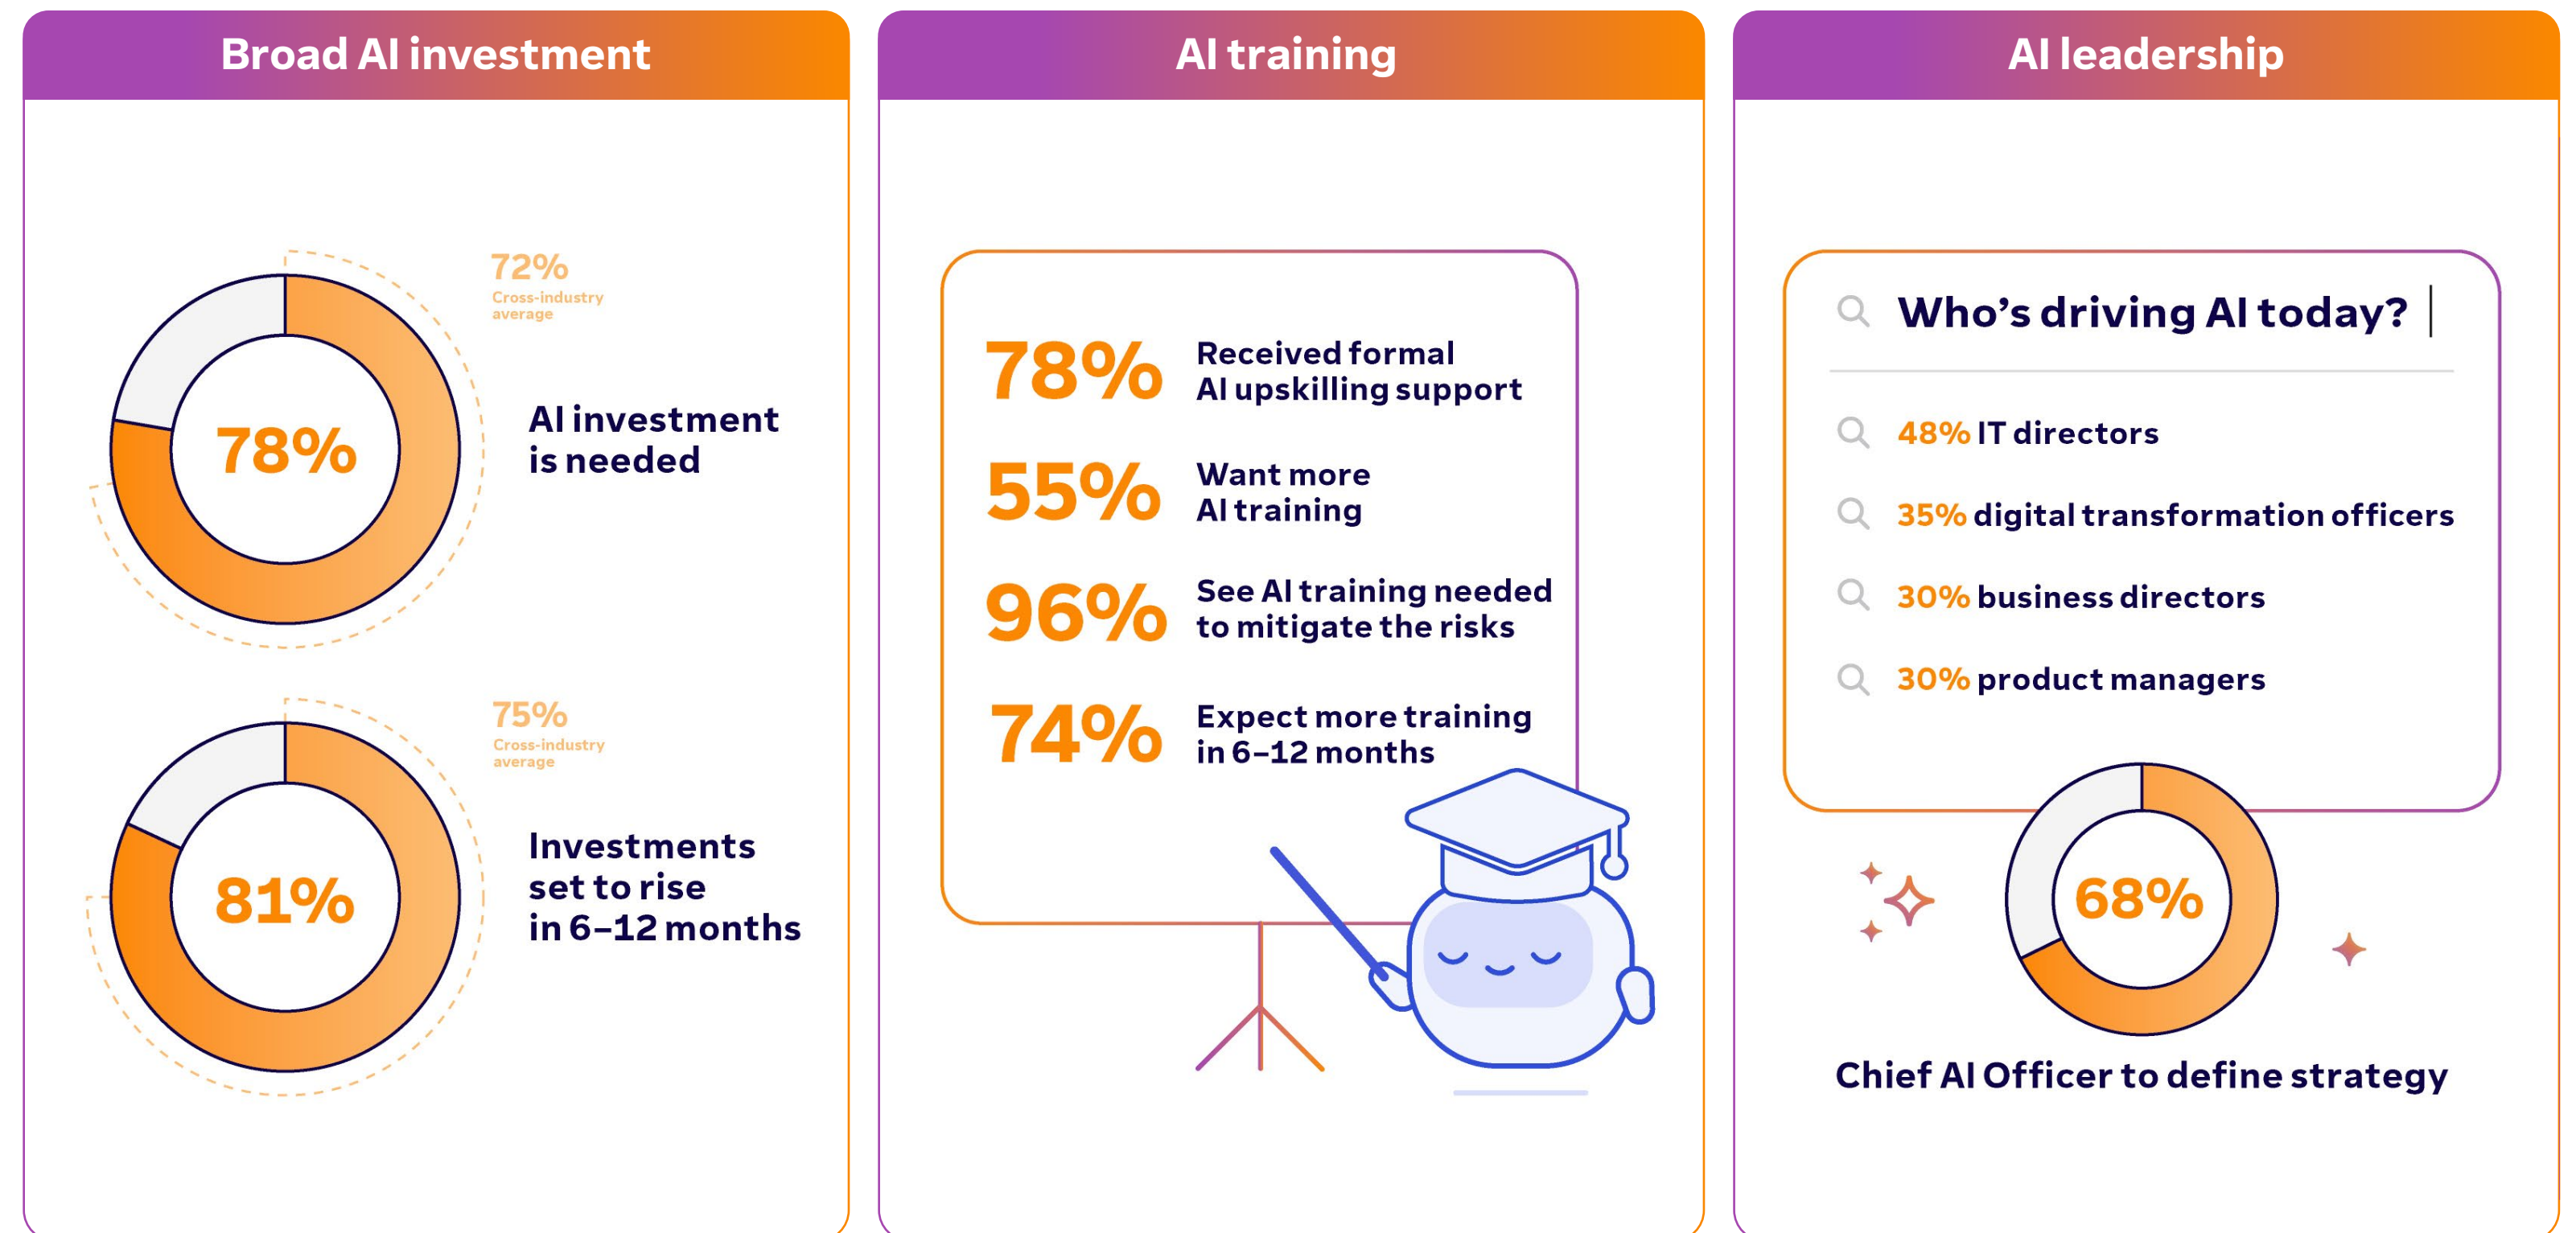 Broad AI investment
72%
Cross-industry
average
78%
AI investment
is needed
75%
Cross-industry
average
81%
Investments
set to rise
in 6–12 months
AI training
78%
Received formal
AI upskilling support
55%
Want more
AI training
96%
See AI training needed
to mitigate the risks
74%
Expect more training
in 6–12 months
AI leadership
Who’s driving AI today?
48% IT directors
35% digital transformation officers
30% business directors
30% product managers
68%
Chief AI Officer to define strategy